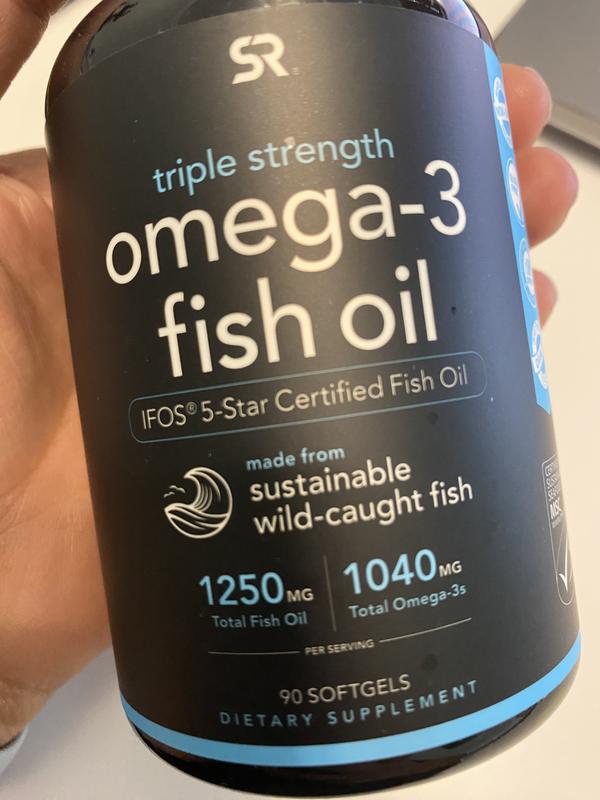 SR
triple strength
omega-3
fish oil
IFOS® 5-Star Certified Fish Oil
made from
sustainable
wild-caught fish
1250MG
Total Fish Oil
1040MG
Total Omega-3s
PER SERVING
90 SOFTGELS
DIETARY SUPPLEMENT
MSC